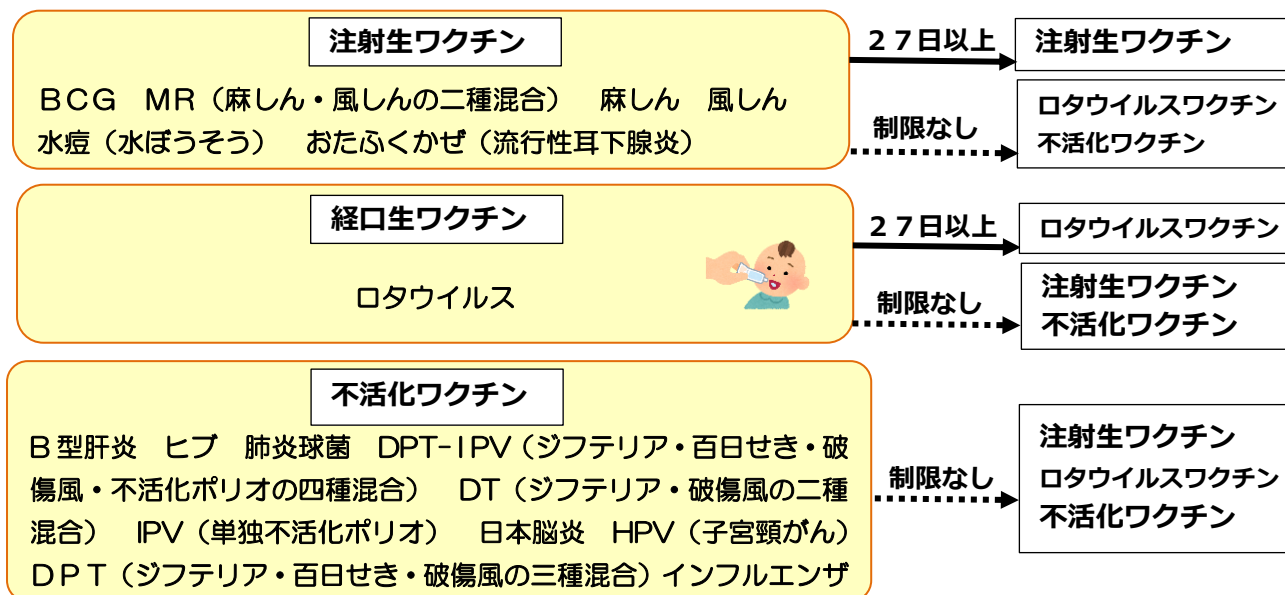 注射生ワクチン
BCG MR（麻しん・風しんの二種混合） 麻しん 風しん
水痘（水ぼうそう） おたふくかぜ（流行性耳下腺炎）
２７日以上
注射生ワクチン
制限なし
ロタウイルスワクチン
不活化ワクチン
経口生ワクチン
ロタウイルス
２７日以上
ロタウイルスワクチン
制限なし
注射生ワクチン
不活化ワクチン
不活化ワクチン
B型肝炎 ヒブ 肺炎球菌 DPT-IPV（ジフテリア・百日せき・破
傷風・不活化ポリオの四種混合） DT（ジフテリア・破傷風の二種
混合） IPV（単独不活化ポリオ） 日本脳炎 HPV（子宮頸がん）
DPT（ジフテリア・百日せき・破傷風の三種混合）インフルエンザ
制限なし
注射生ワクチン
ロタウイルスワクチン
不活化ワクチン